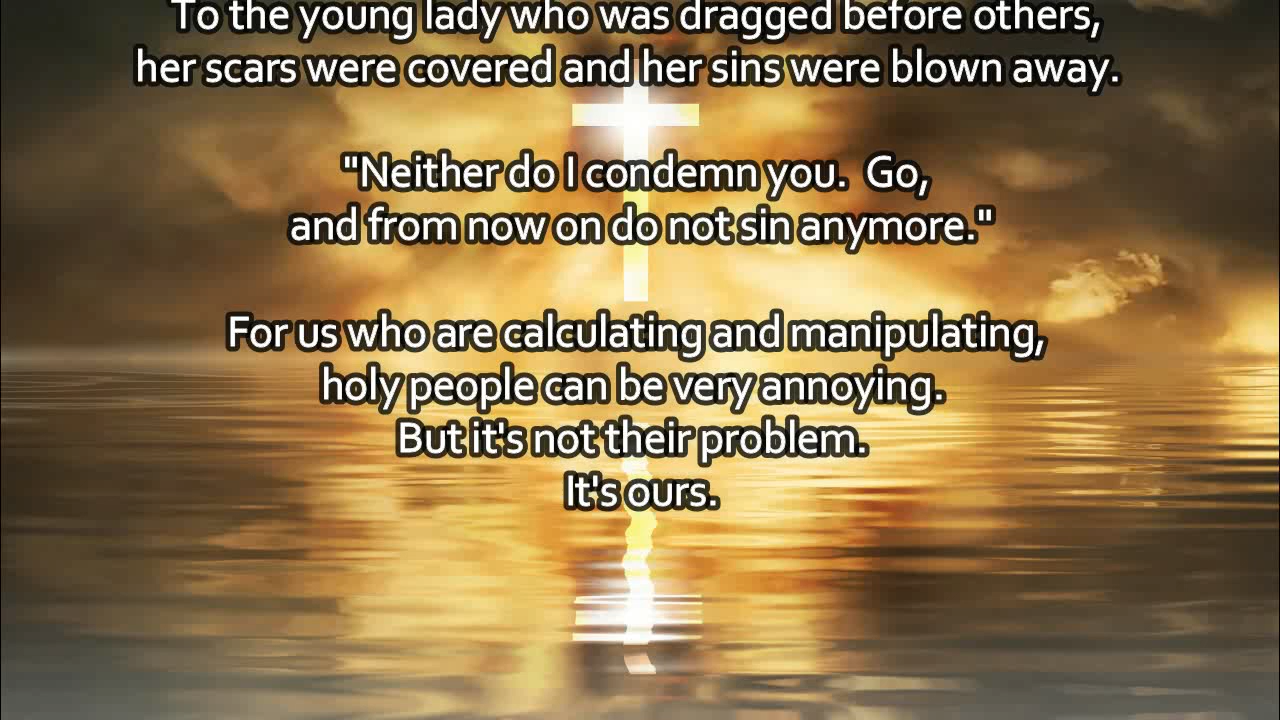 To the young lady who was dragged before others,
her scars were covered and her sins were blown away.
"Neither do I condemn you.  Go,
and from now on do not sin anymore."
For us who are calculating and manipulating,
holy people can be very annoying.
But it's not their problem.
It's ours.